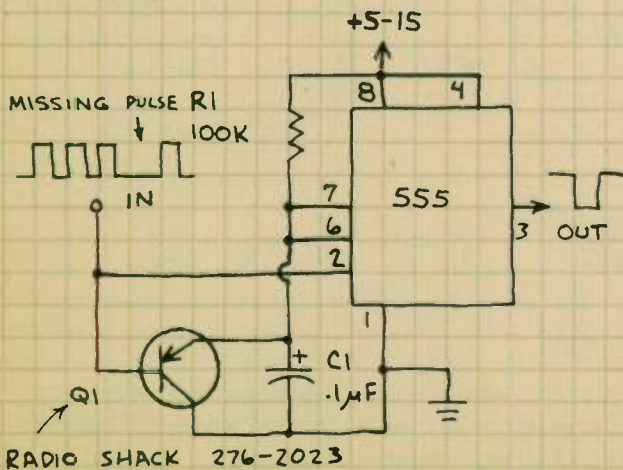 +5-15
MISSING PULSE R1
100K
8 4
IN
7
555
6
3
OUT
2
1
+ C1
.1µF
Q1
RADIO SHACK 276-2023